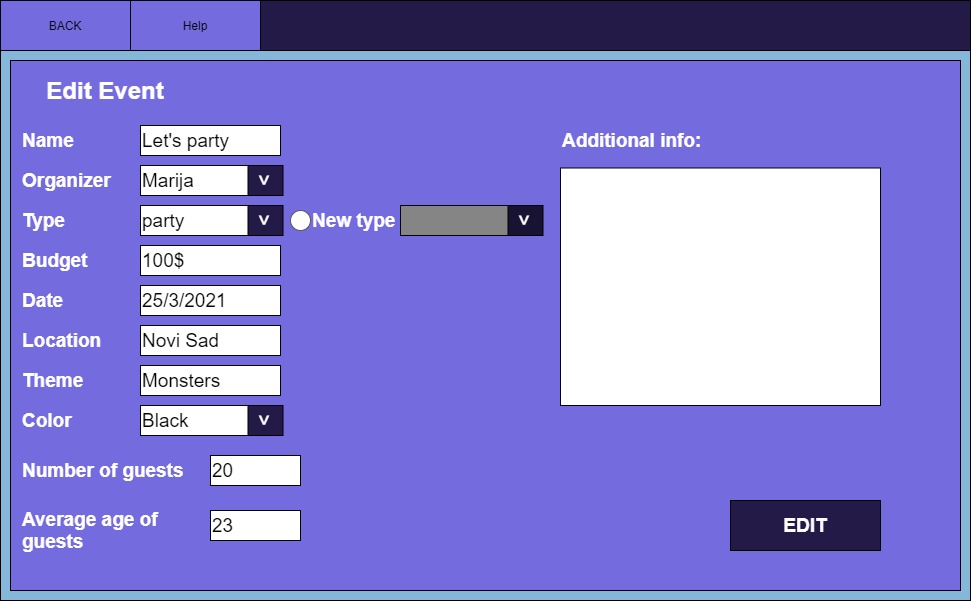 BACK
Help
Edit Event
Name
Let's party
Additional info:
Organizer
Marija
v
Type
party
v
New type
v
Budget
100$
Date
25/3/2021
Location
Novi Sad
Theme
Monsters
Color
Black
v
Number of guests
20
Average age of
guests
23
EDIT